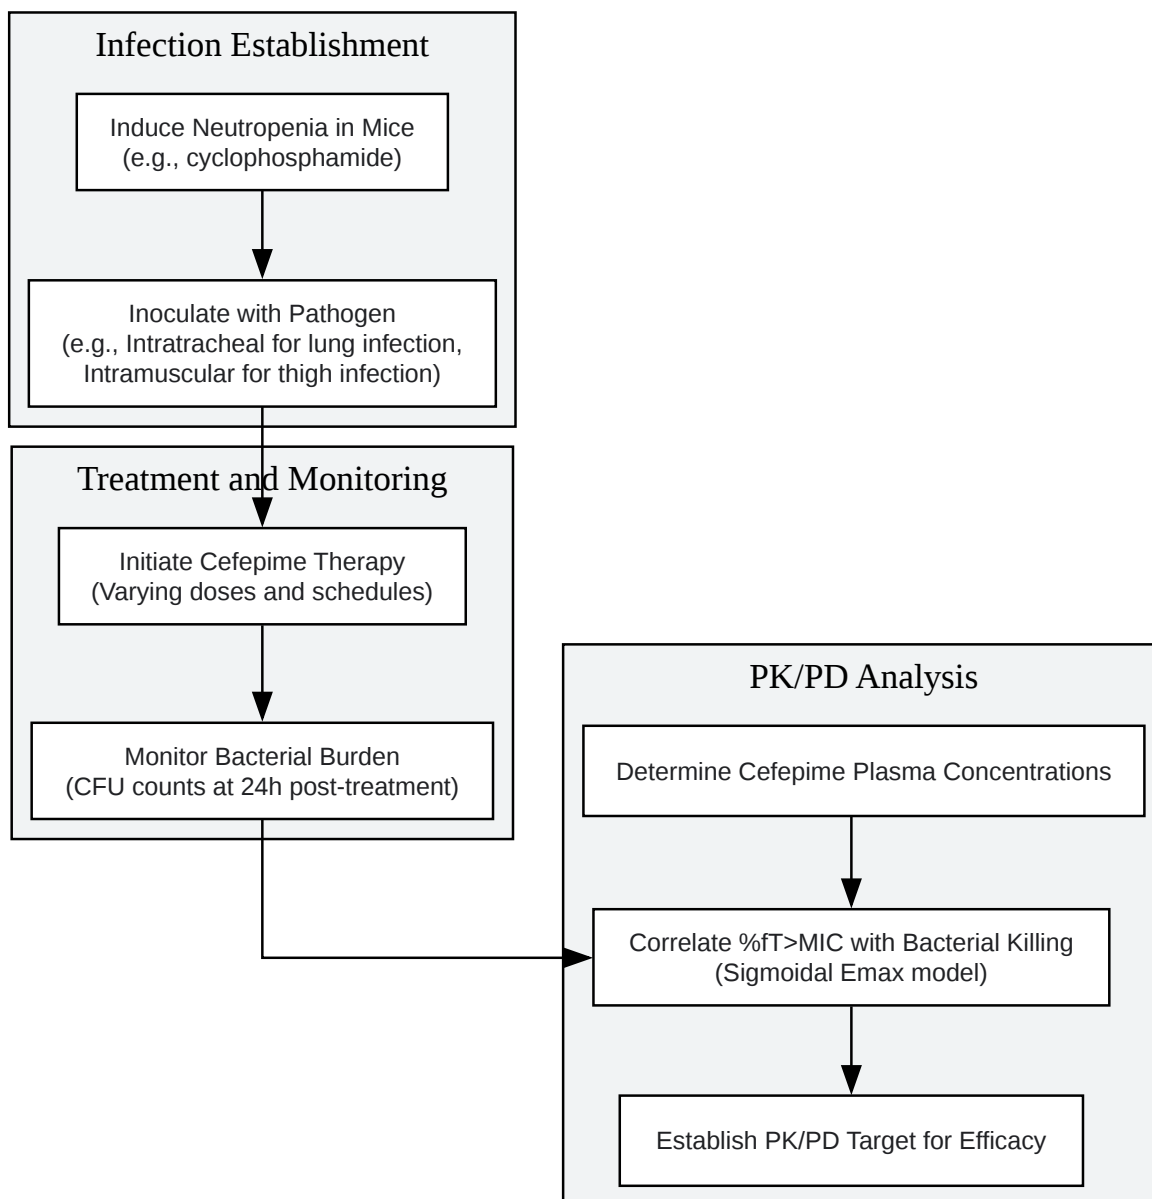 Infection Establishment
Induce Neutropenia in Mice
(e.g., cyclophosphamide)
Inoculate with Pathogen
(e.g., Intratracheal for lung infection,
Intramuscular for thigh infection)
Treatment and Monitoring
Initiate Cefepime Therapy
(Varying doses and schedules)
Monitor Bacterial Burden
(CFU counts at 24h post-treatment)
PK/PD Analysis
Determine Cefepime Plasma Concentrations
Correlate %fT>MIC with Bacterial Killing
(Sigmoidal Emax model)
Establish PK/PD Target for Efficacy